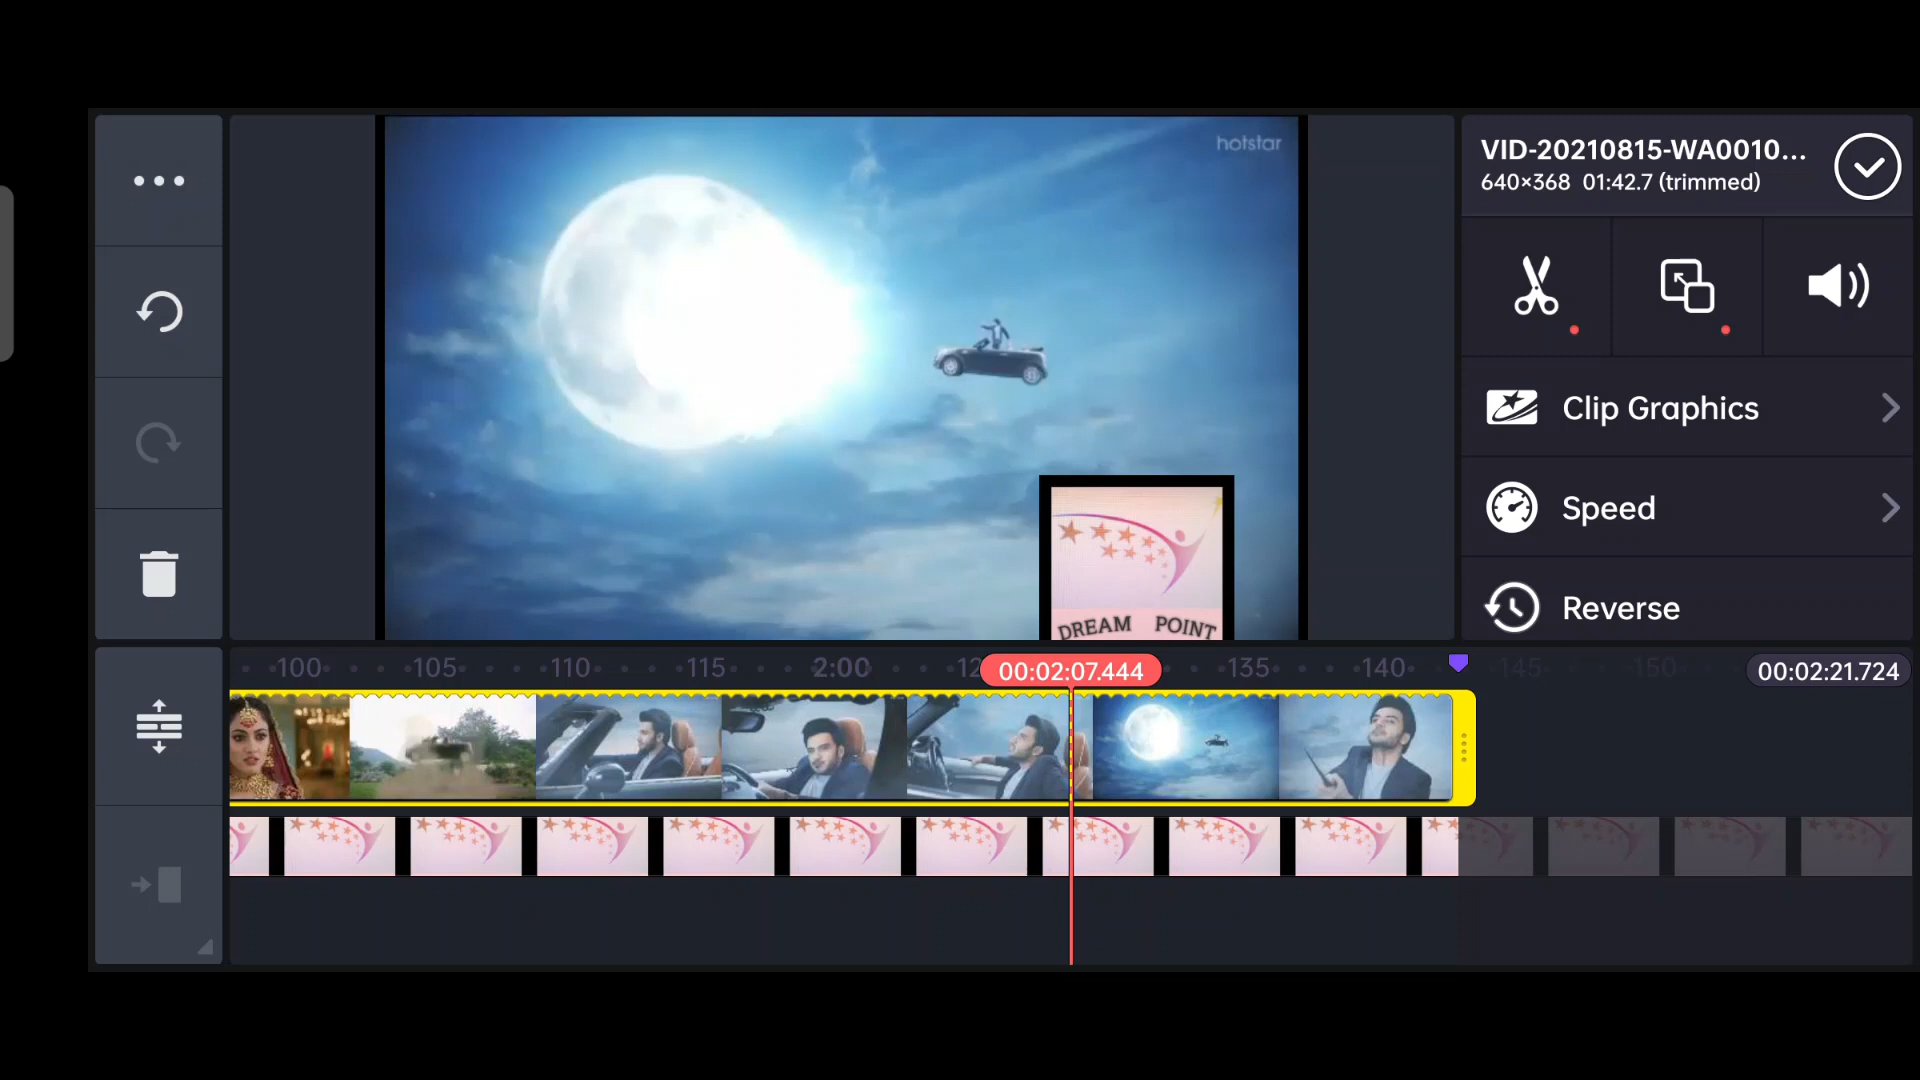 hotstar
DREAM POINT
VID-20210815-WA0010...
640×368 01:42.7 (trimmed)
Clip Graphics
Speed
Reverse
100 105 110 115 2:00 12 00:02:07.444 135 140 145 150 00:02:21.724